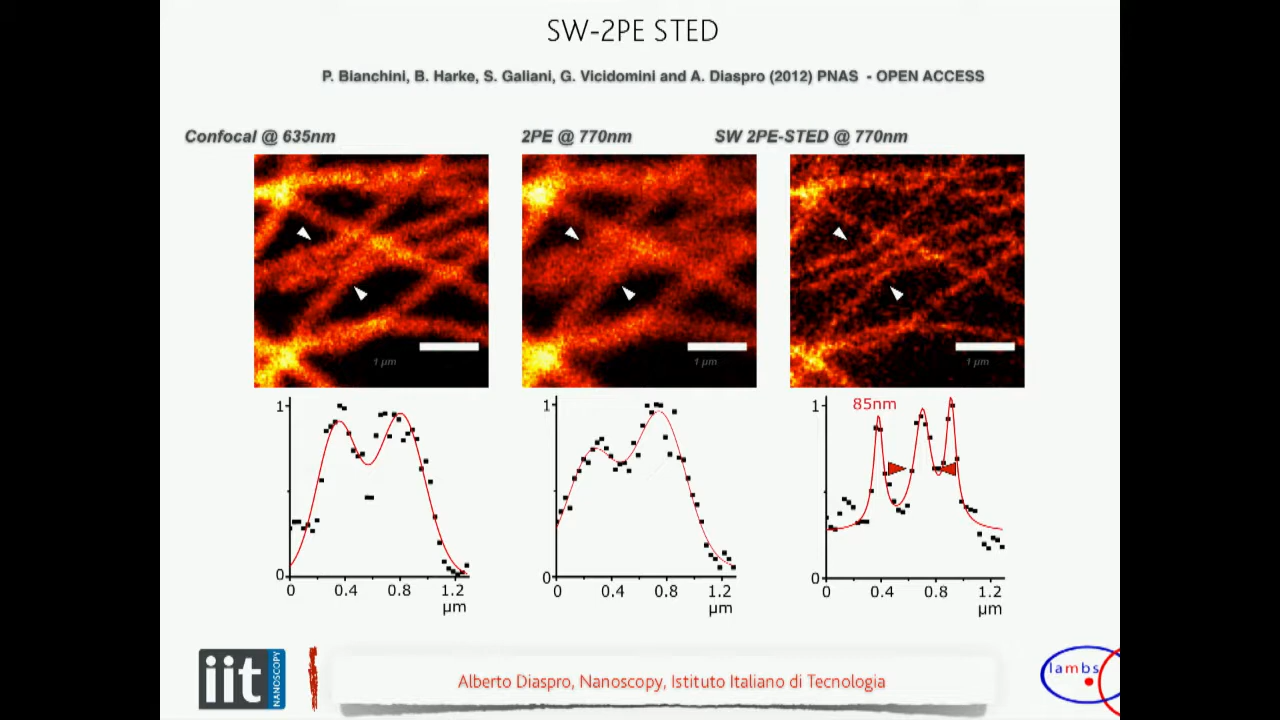 SW-2PE STED
P. Bianchini, B. Harke, S. Galiani, G. Vicidomini and A. Diaspro (2012) PNAS - OPEN ACCESS
Confocal @ 635nm
2PE @ 770nm
SW 2PE-STED @ 770nm
1 µm
1 µm
1 µm
1
0
0 0.4 0.8 1.2
µm
1
0
0 0.4 0.8 1.2
µm
85nm
1
0
0 0.4 0.8 1.2
µm
iit
NANOSCOPY
Alberto Diaspro, Nanoscopy, Istituto Italiano di Tecnologia
lambs